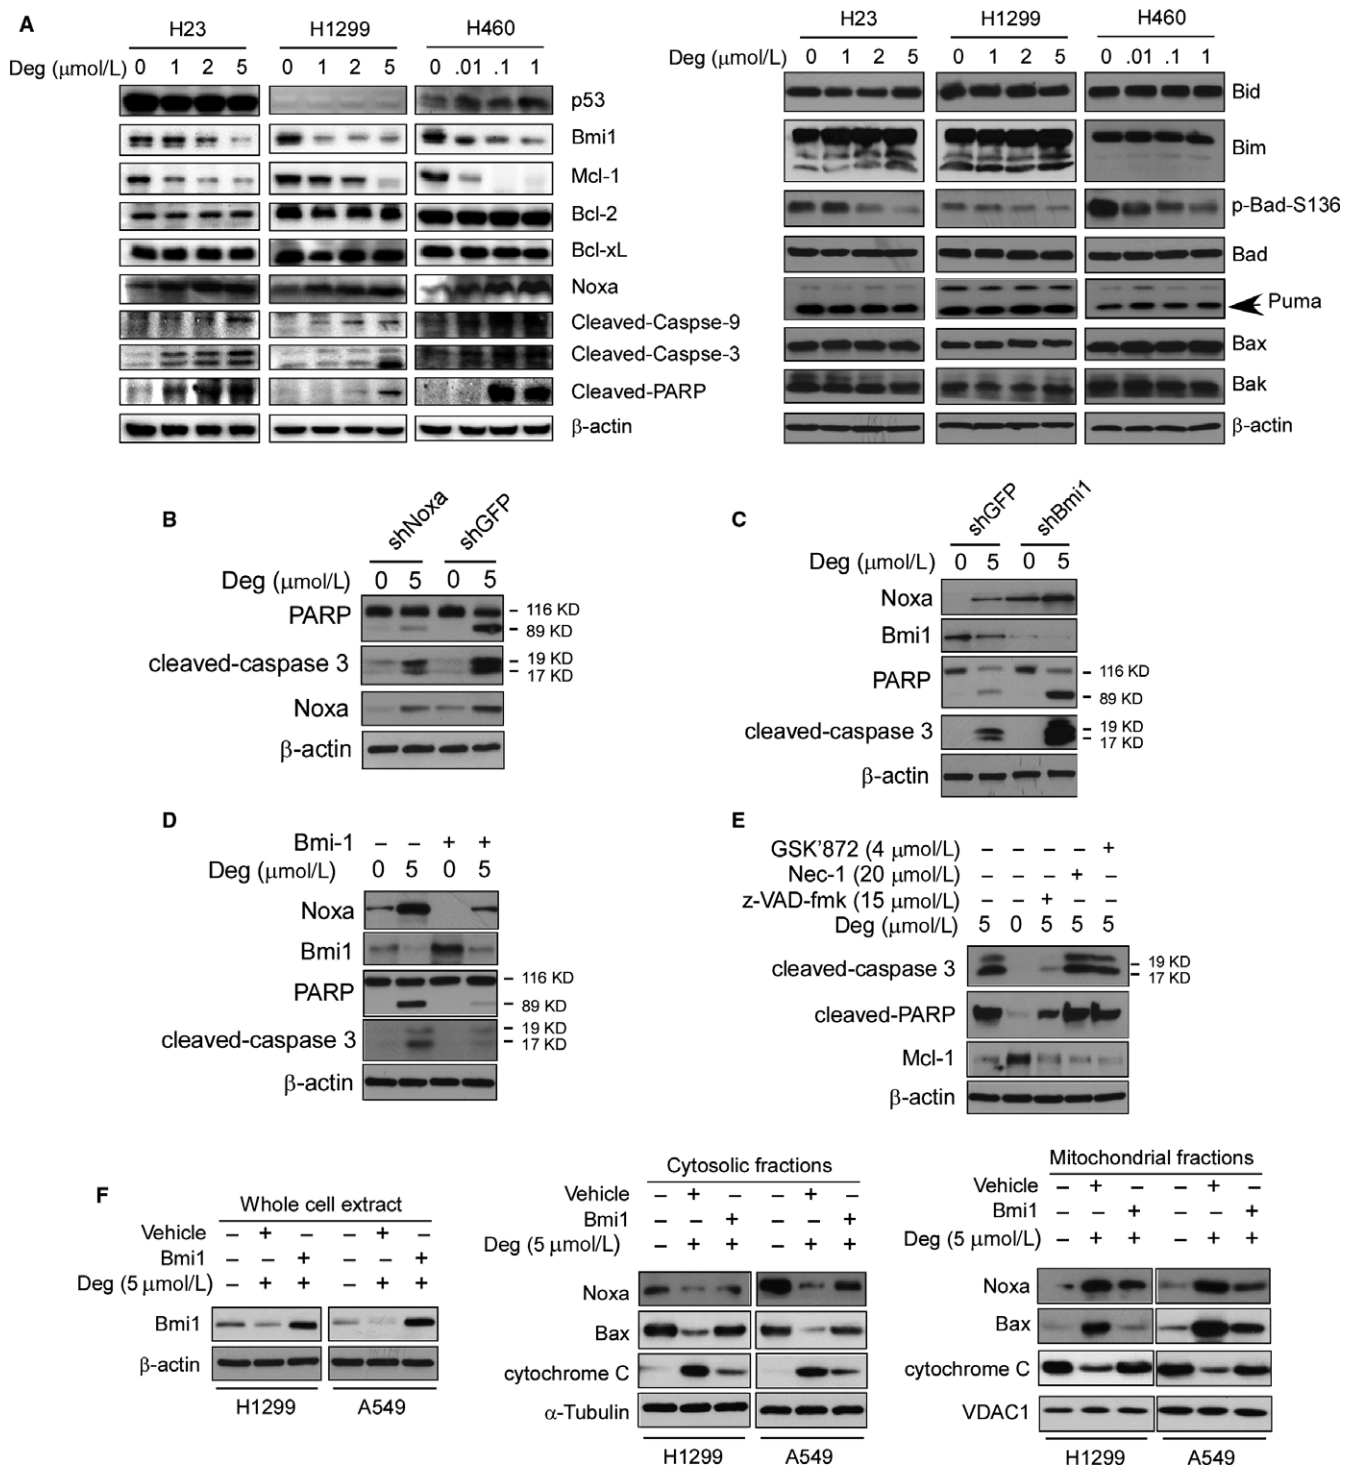 A
H23 H1299 H460
Deg (μmol/L) 0 1 2 5 0 1 2 5 0 .01 .1 1
p53
Bmi1
Mcl-1
Bcl-2
Bcl-xL
Noxa
Cleaved-Caspse-9
Cleaved-Caspse-3
Cleaved-PARP
β-actin
H23 H1299 H460
Deg (μmol/L) 0 1 2 5 0 1 2 5 0 .01 .1 1
Bid
Bim
p-Bad-S136
Bad
Puma
Bax
Bak
β-actin
B
shNoxa shGFP
Deg (μmol/L) 0 5 0 5
PARP – 116 KD
– 89 KD
cleaved-caspase 3 – 19 KD
– 17 KD
Noxa
β-actin
C
shGFP shBmi1
Deg (μmol/L) 0 5 0 5
Noxa
Bmi1
PARP – 116 KD
– 89 KD
cleaved-caspase 3 – 19 KD
– 17 KD
β-actin
D
Bmi-1 – – + +
Deg (μmol/L) 0 5 0 5
Noxa
Bmi1
PARP – 116 KD
– 89 KD
cleaved-caspase 3 – 19 KD
– 17 KD
β-actin
E
GSK'872 (4 μmol/L) – – – – +
Nec-1 (20 μmol/L) – – – + –
z-VAD-fmk (15 μmol/L) – – + – –
Deg (μmol/L) 5 0 5 5 5
cleaved-caspase 3 – 19 KD
– 17 KD
cleaved-PARP
Mcl-1
β-actin
F
Whole cell extract
Vehicle – + – – + –
Bmi1 – – + – – +
Deg (5 μmol/L) – + + – + +
Bmi1
β-actin
H1299 A549
Cytosolic fractions
Vehicle – + – – + –
Bmi1 – – + – – +
Deg (5 μmol/L) – + + – + +
Noxa
Bax
cytochrome C
α-Tubulin
H1299 A549
Mitochondrial fractions
Vehicle – + – – + –
Bmi1 – – + – – +
Deg (5 μmol/L) – + + – + +
Noxa
Bax
cytochrome C
VDAC1
H1299 A549